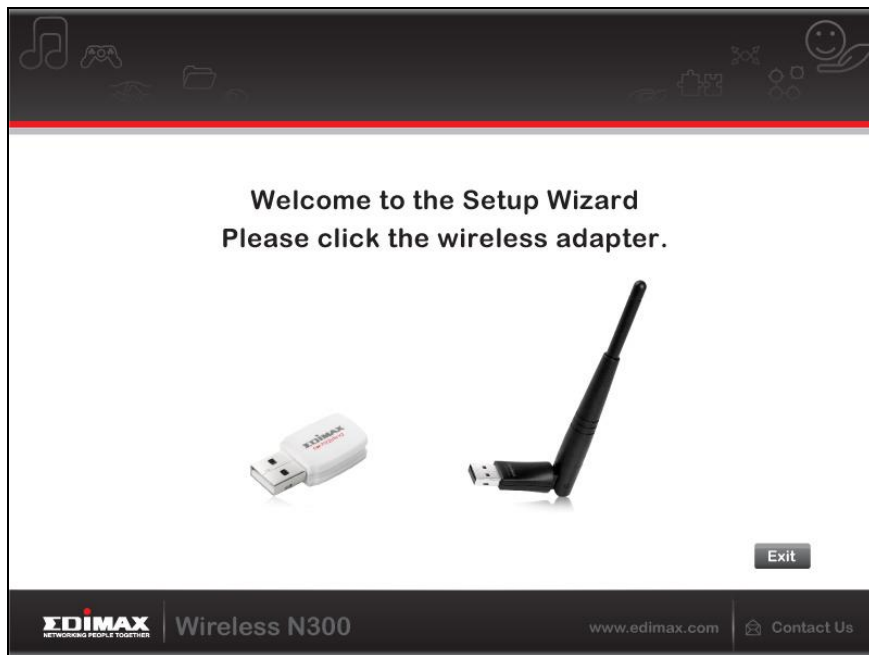 Welcome to the Setup Wizard
Please click the wireless adapter.
EDIMAX
Exit
EDIMAX
NETWORKING PEOPLE TOGETHER
Wireless N300
www.edimax.com
Contact Us